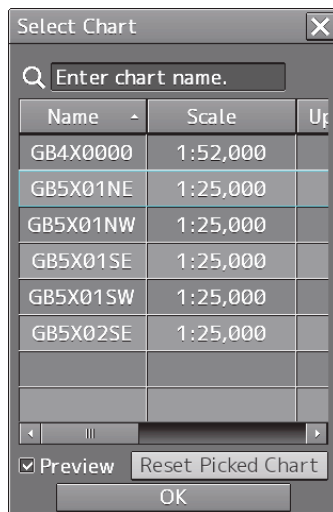 Select Chart
Enter chart name.
Name Scale Up
GB4X0000 1:52,000
GB5X01NE 1:25,000
GB5X01NW 1:25,000
GB5X01SE 1:25,000
GB5X01SW 1:25,000
GB5X02SE 1:25,000
Preview Reset Picked Chart
OK